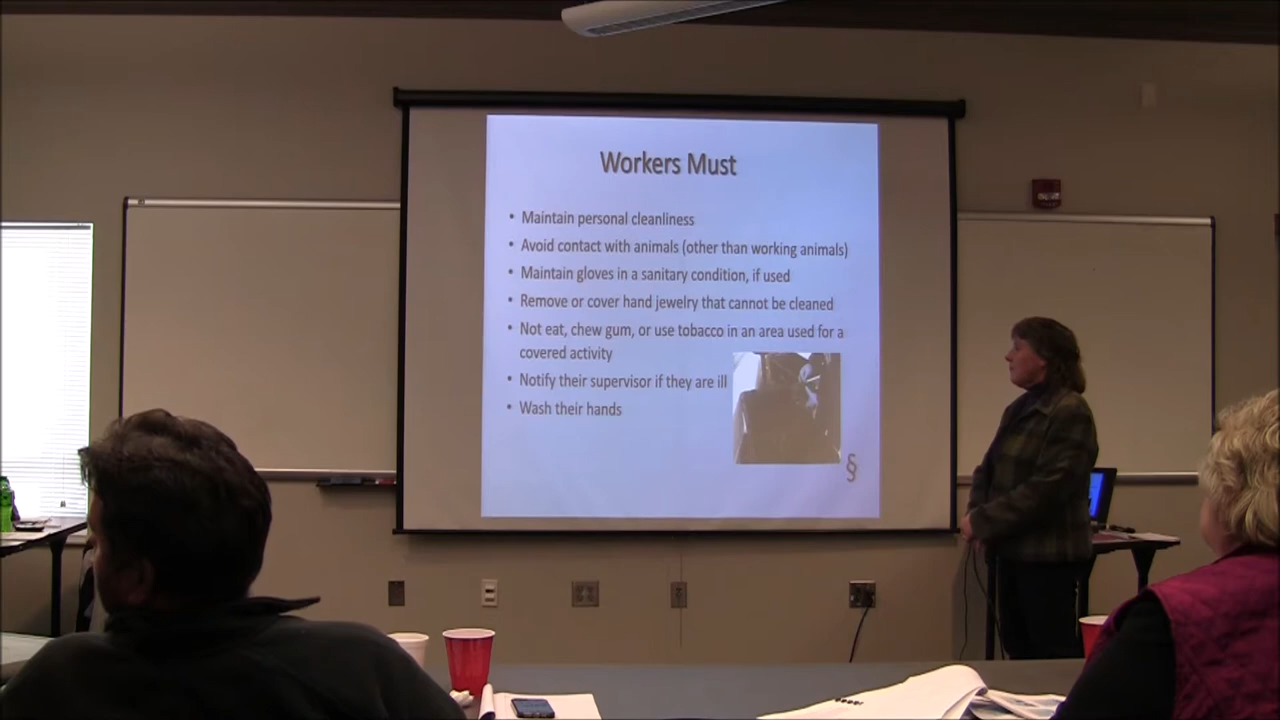 Workers Must
• Maintain personal cleanliness
• Avoid contact with animals (other than working animals)
• Maintain gloves in a sanitary condition, if used
• Remove or cover hand jewelry that cannot be cleaned
• Not eat, chew gum, or use tobacco in an area used for a
covered activity
• Notify their supervisor if they are ill
• Wash their hands
§